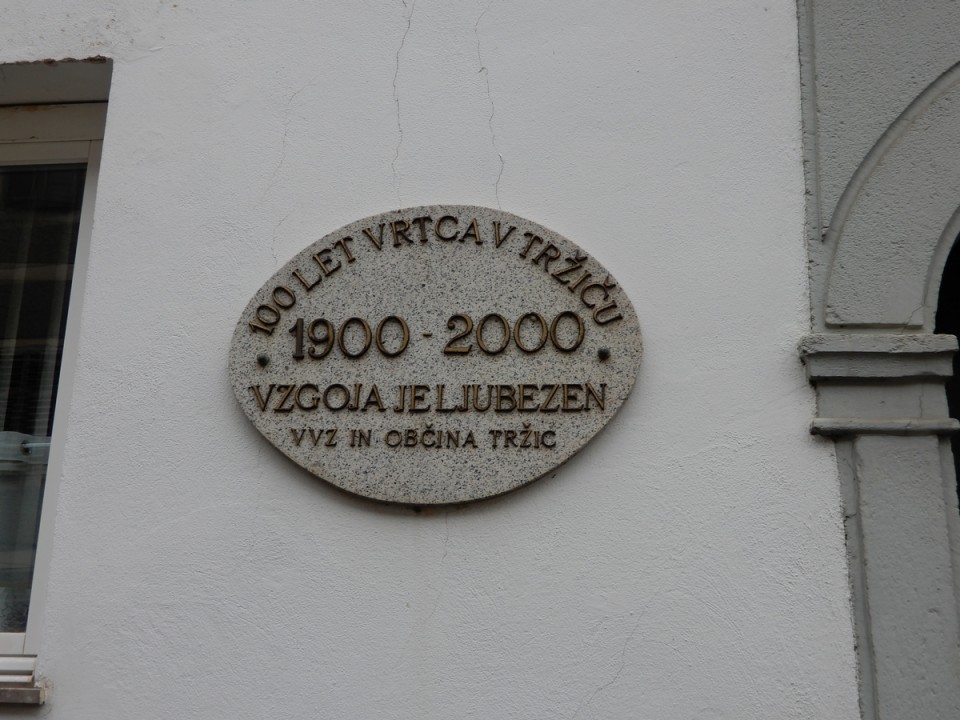 100 LET VRTCA V TRŽIČU
1900 - 2000
VZGOJA JE LJUBEZEN
VVZ IN OBČINA TRŽIC